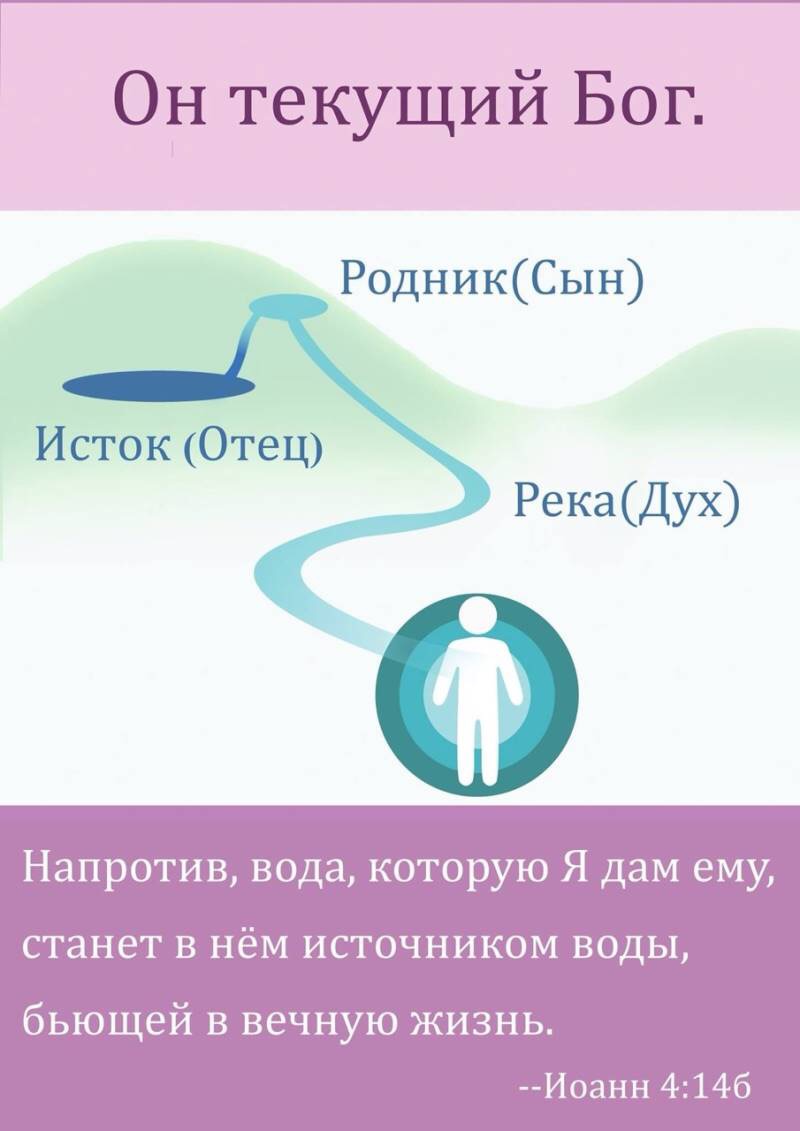 Он текущий Бог.
Родник(Сын)
Исток (Отец)
Река(Дух)
Напротив, вода, которую Я дам ему,
станет в нём источником воды,
бьющей в вечную жизнь.
--Иоанн 4:14б